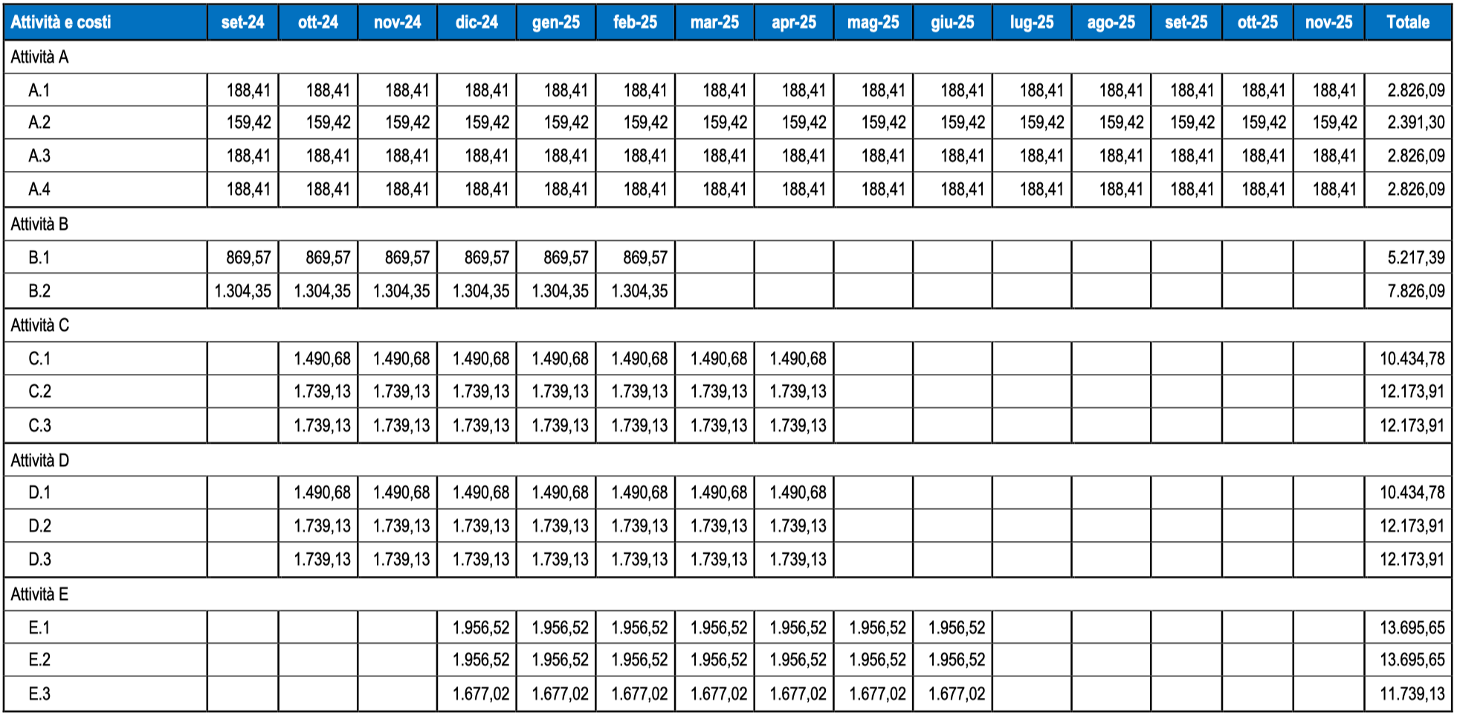 Attività e costi set-24 ott-24 nov-24 dic-24 gen-25 feb-25 mar-25 apr-25 mag-25 giu-25 lug-25 ago-25 set-25 ott-25 nov-25 Totale
Attività A
A.1 188,41 188,41 188,41 188,41 188,41 188,41 188,41 188,41 188,41 188,41 188,41 188,41 188,41 188,41 188,41 2.826,09
A.2 159,42 159,42 159,42 159,42 159,42 159,42 159,42 159,42 159,42 159,42 159,42 159,42 159,42 159,42 159,42 2.391,30
A.3 188,41 188,41 188,41 188,41 188,41 188,41 188,41 188,41 188,41 188,41 188,41 188,41 188,41 188,41 188,41 2.826,09
A.4 188,41 188,41 188,41 188,41 188,41 188,41 188,41 188,41 188,41 188,41 188,41 188,41 188,41 188,41 188,41 2.826,09
Attività B
B.1 869,57 869,57 869,57 869,57 869,57 869,57 5.217,39
B.2 1.304,35 1.304,35 1.304,35 1.304,35 1.304,35 1.304,35 7.826,09
Attività C
C.1 1.490,68 1.490,68 1.490,68 1.490,68 1.490,68 1.490,68 1.490,68 10.434,78
C.2 1.739,13 1.739,13 1.739,13 1.739,13 1.739,13 1.739,13 1.739,13 12.173,91
C.3 1.739,13 1.739,13 1.739,13 1.739,13 1.739,13 1.739,13 1.739,13 12.173,91
Attività D
D.1 1.490,68 1.490,68 1.490,68 1.490,68 1.490,68 1.490,68 1.490,68 10.434,78
D.2 1.739,13 1.739,13 1.739,13 1.739,13 1.739,13 1.739,13 1.739,13 12.173,91
D.3 1.739,13 1.739,13 1.739,13 1.739,13 1.739,13 1.739,13 1.739,13 12.173,91
Attività E
E.1 1.956,52 1.956,52 1.956,52 1.956,52 1.956,52 1.956,52 1.956,52 13.695,65
E.2 1.956,52 1.956,52 1.956,52 1.956,52 1.956,52 1.956,52 1.956,52 13.695,65
E.3 1.677,02 1.677,02 1.677,02 1.677,02 1.677,02 1.677,02 1.677,02 11.739,13